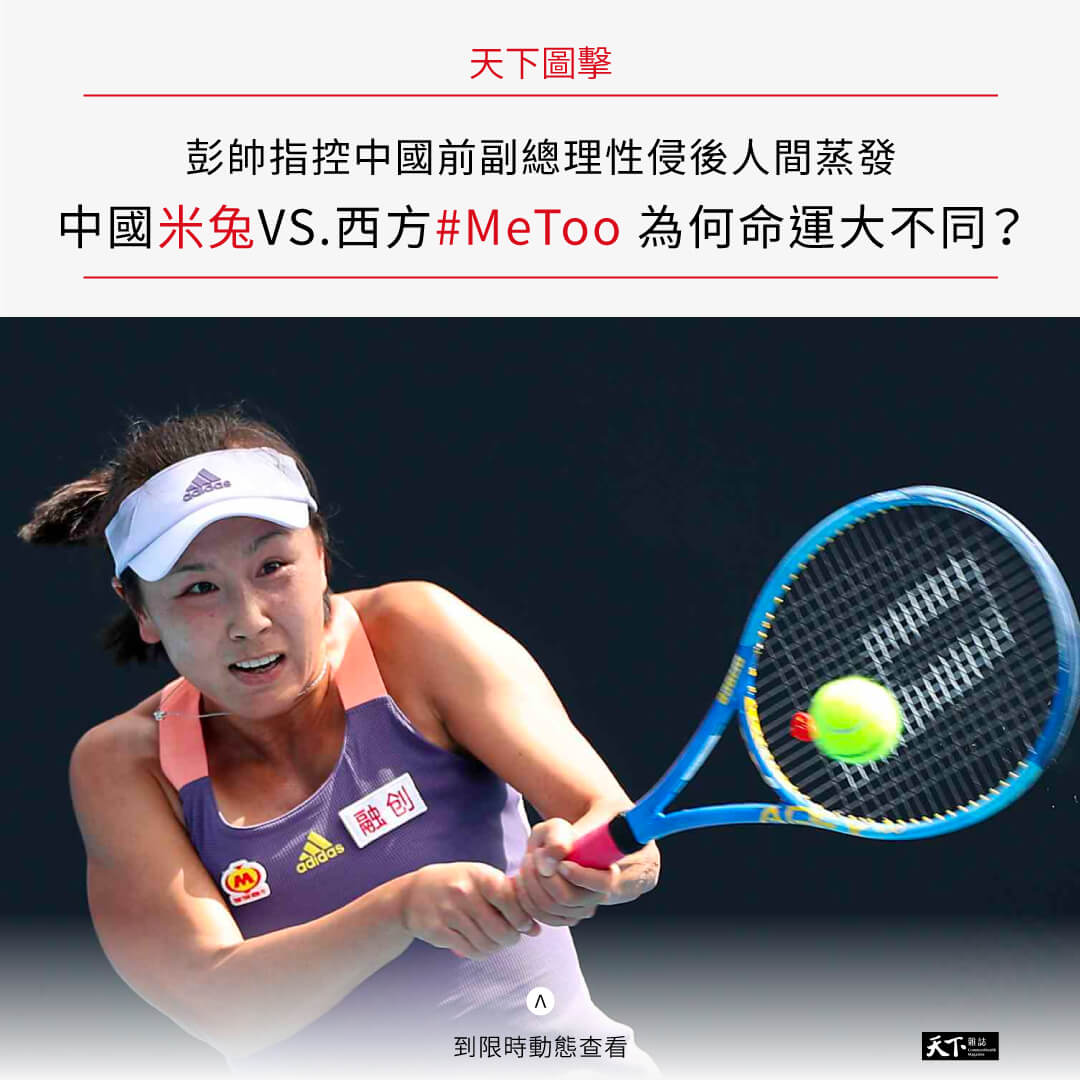 天下圖擊
彭帥指控中國前副總理性侵後人間蒸發
中國米兔VS.西方#MeToo 為何命運大不同？
adidas
融创
adidas
M
到限時動態查看
天下雜誌
CommonWealth
Magazine